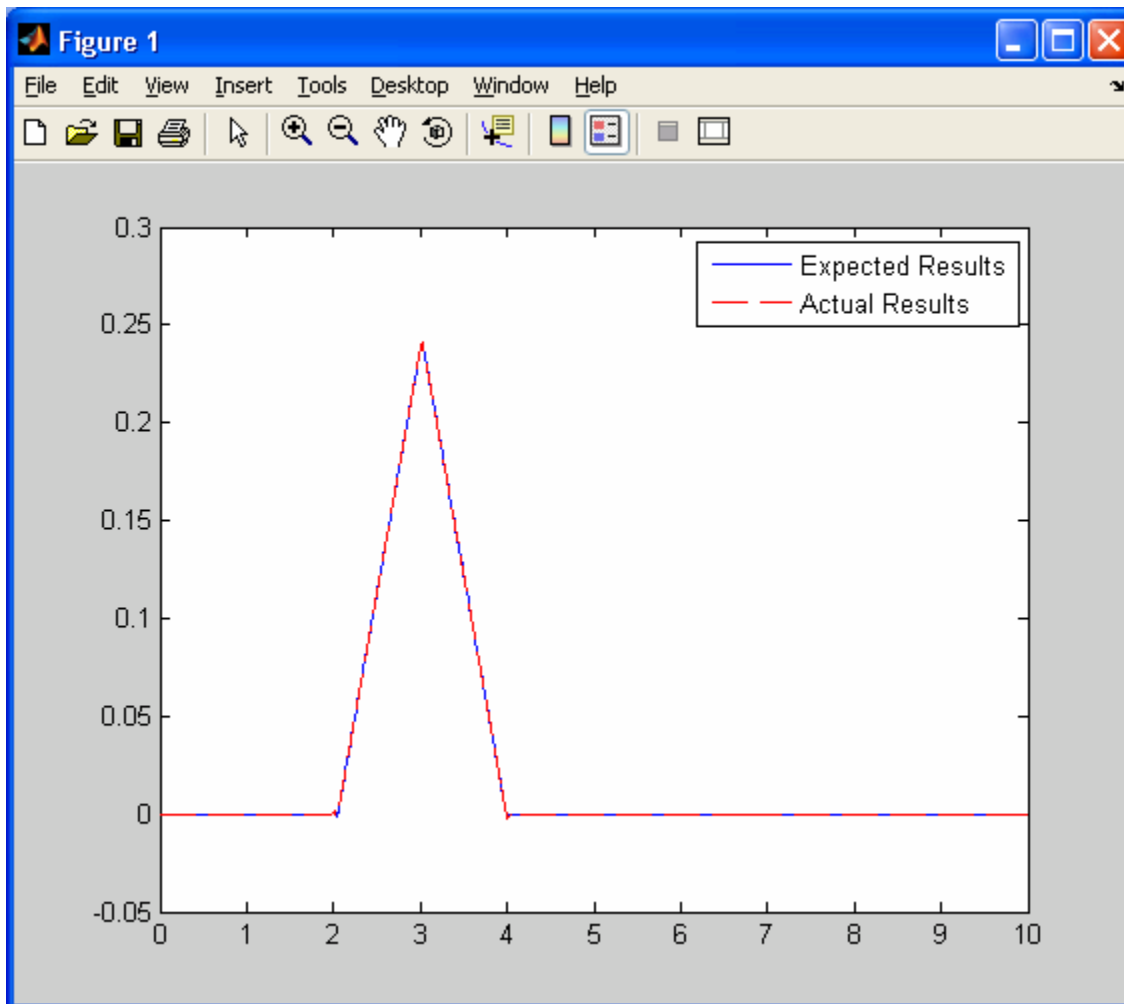 Figure 1
File Edit View Insert Tools Desktop Window Help
0.3
0.25
0.2
0.15
0.1
0.05
0
-0.05
Expected Results
Actual Results
0 1 2 3 4 5 6 7 8 9 10